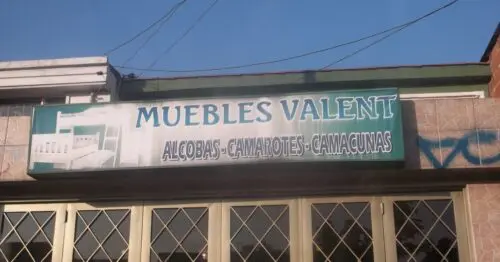 MUEBLES VALENT
ALCOBAS - CAMAROTES - CAMACUNAS